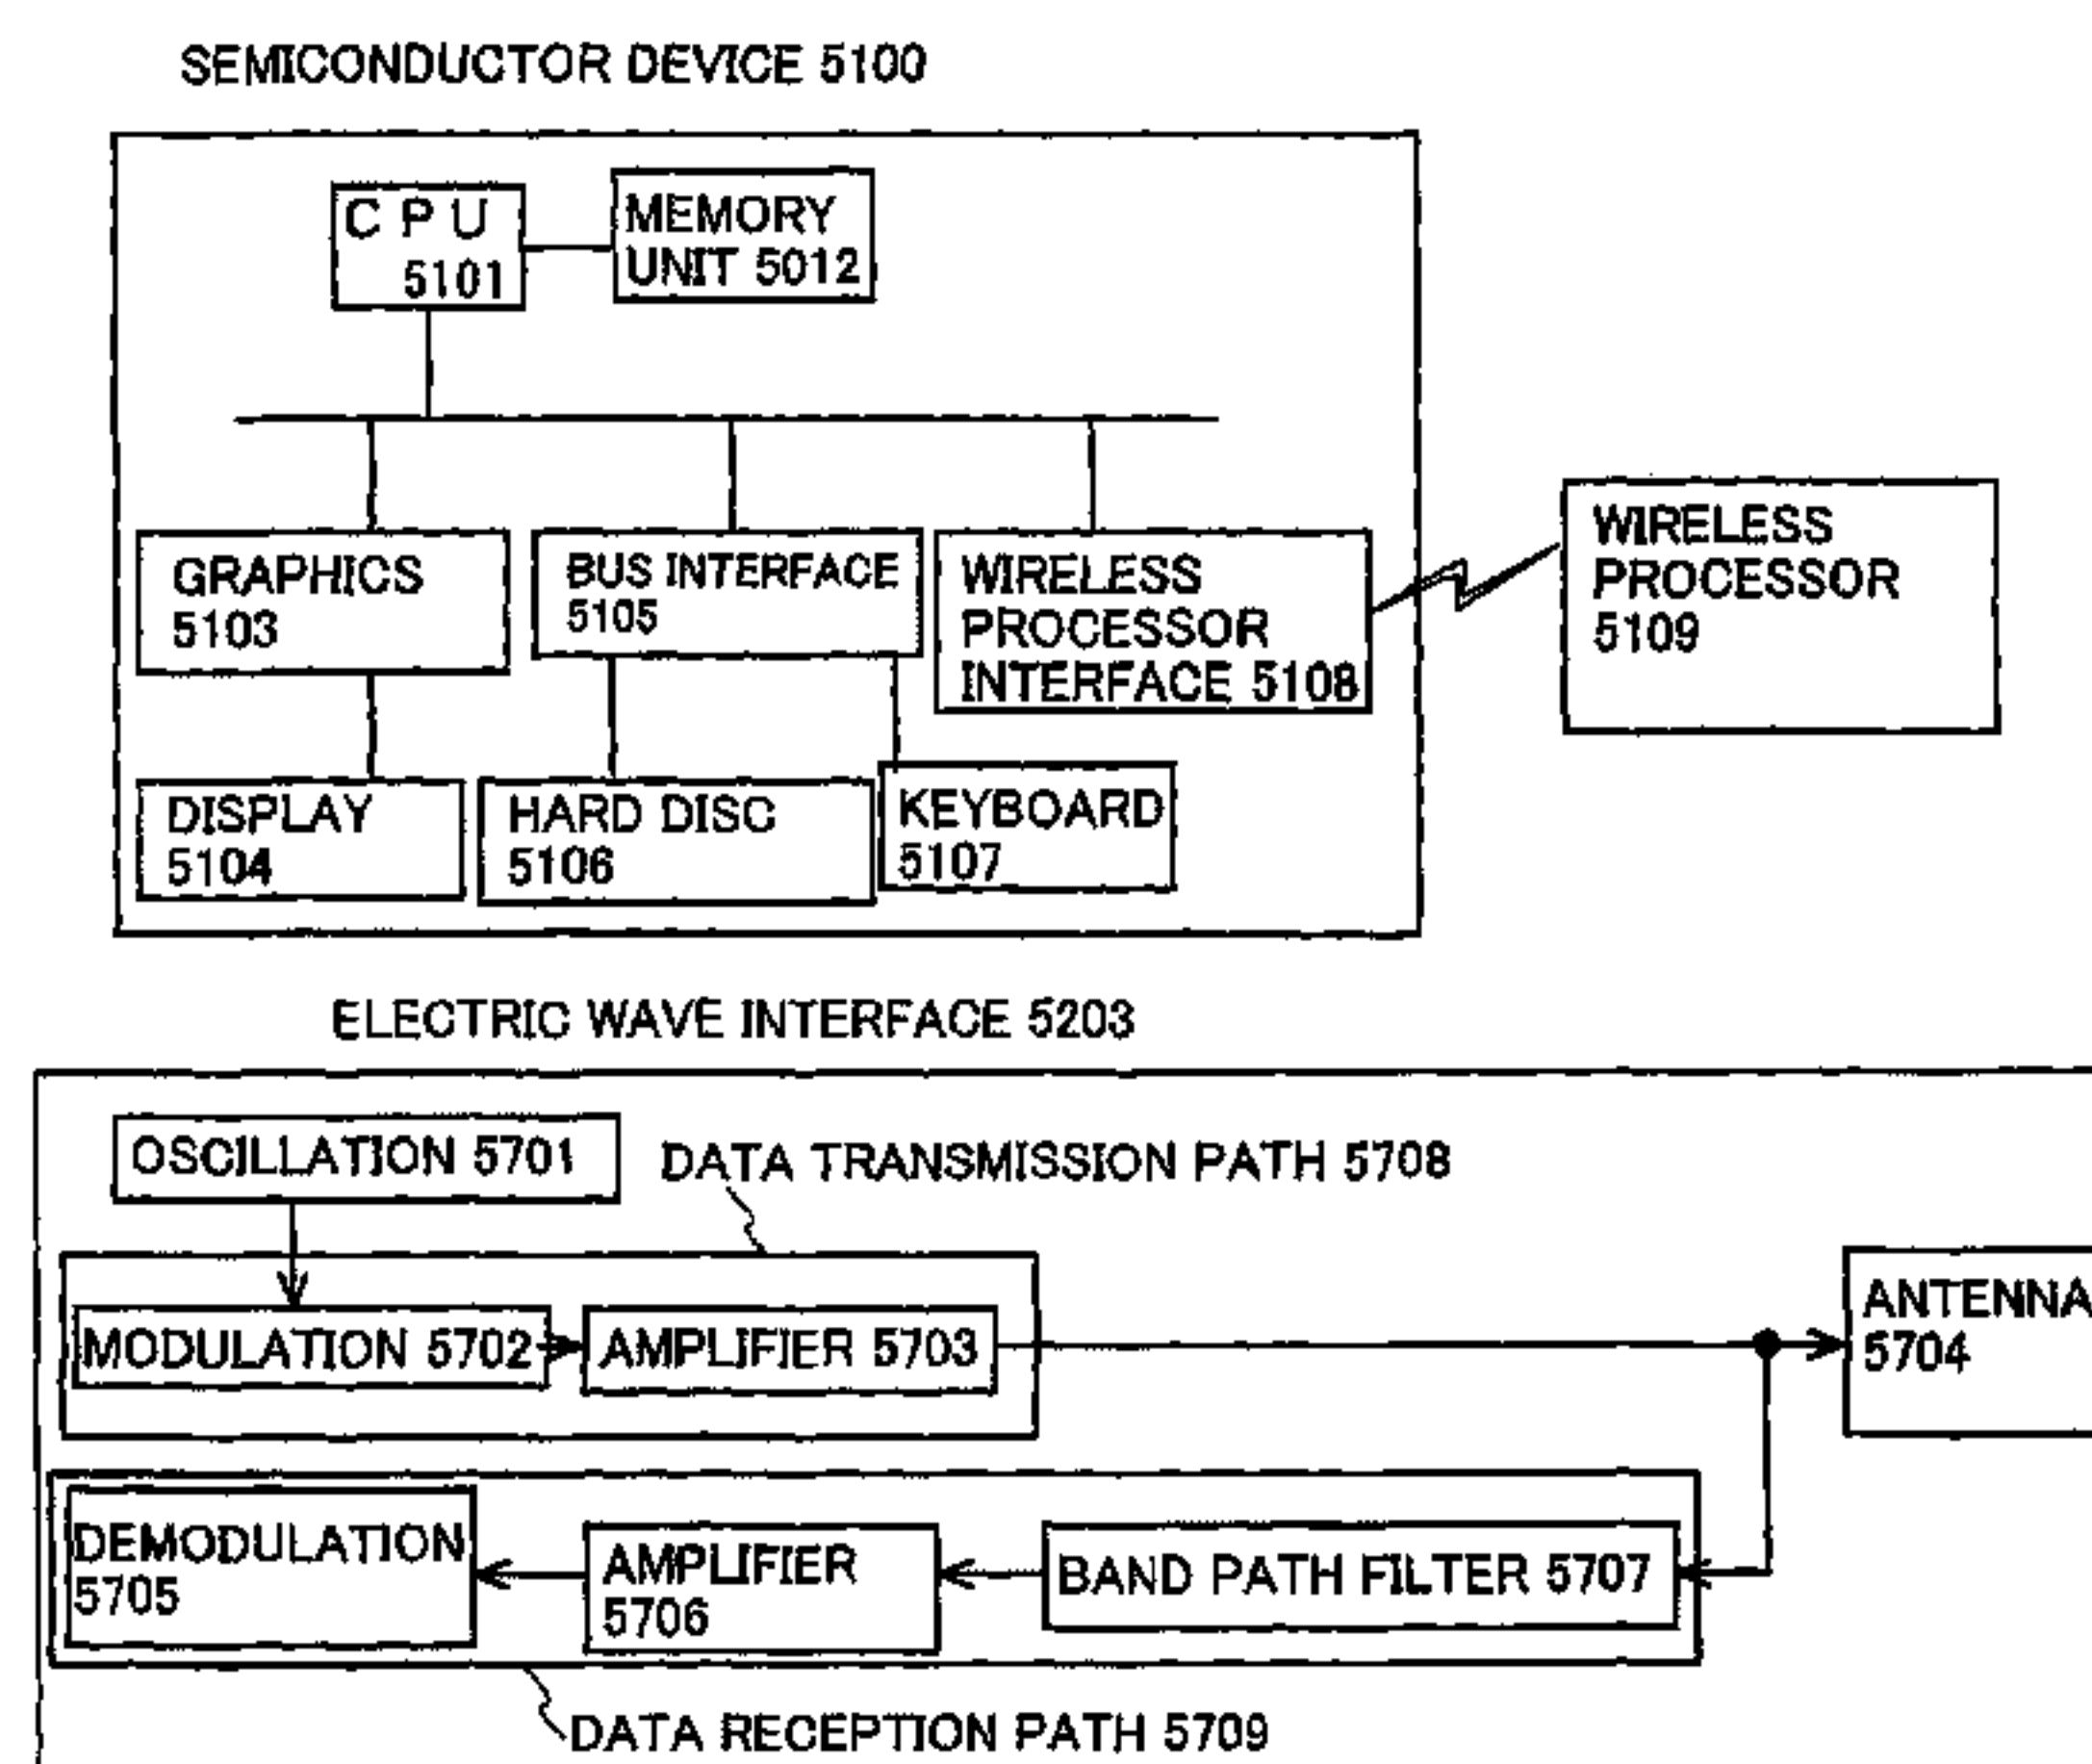 SEMICONDUCTOR DEVICE 5100
CPU
5101
MEMORY
UNIT 5012
GRAPHICS
5103
BUS INTERFACE
5105
WIRELESS
PROCESSOR
INTERFACE 5108
WIRELESS
PROCESSOR
5109
DISPLAY
5104
HARD DISC
5106
KEYBOARD
5107
ELECTRIC WAVE INTERFACE 5203
OSCILLATION 5701
DATA TRANSMISSION PATH 5708
MODULATION 5702
AMPLIFIER 5703
ANTENNA
5704
DEMODULATION
5705
AMPLIFIER
5706
BAND PATH FILTER 5707
DATA RECEPTION PATH 5709